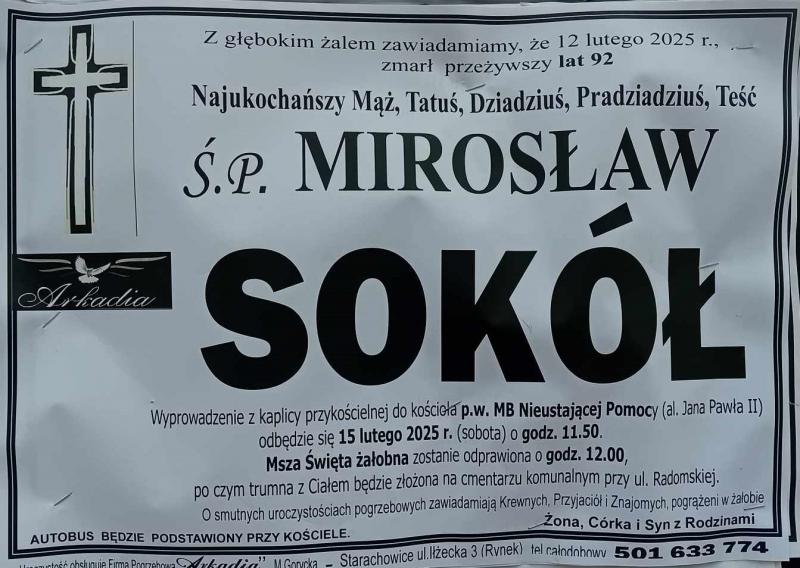 Z głębokim żalem zawiadamiamy, że 12 lutego 2025 r.,
zmarł przeżywszy lat 92
Najukochańszy Mąż, Tatuś, Dziadziuś, Pradziadziuś, Teść
Ś.P. MIROSŁAW
Arkadia
SOKÓŁ
Wyprowadzenie z kaplicy przykościelnej do kościoła p.w. MB Nieustającej Pomocy (al. Jana Pawła II)
odbędzie się 15 lutego 2025 r. (sobota) o godz. 11.50.
Msza Święta żałobna zostanie odprawiona o godz. 12.00,
po czym trumna z Ciałem będzie złożona na cmentarzu komunalnym przy ul. Radomskiej.
O smutnych uroczystościach pogrzebowych zawiadamiają Krewnych, Przyjaciół i Znajomych, pogrążeni w żałobie
Żona, Córka i Syn z Rodzinami
AUTOBUS BĘDZIE PODSTAWIONY PRZY KOŚCIELE.
Uroczystość obsługuje Firma Pogrzebowa "Arkadia" M.Gorycka - Starachowice ul.Iłżecka 3 (Rynek) tel.całodobowy 501 633 774